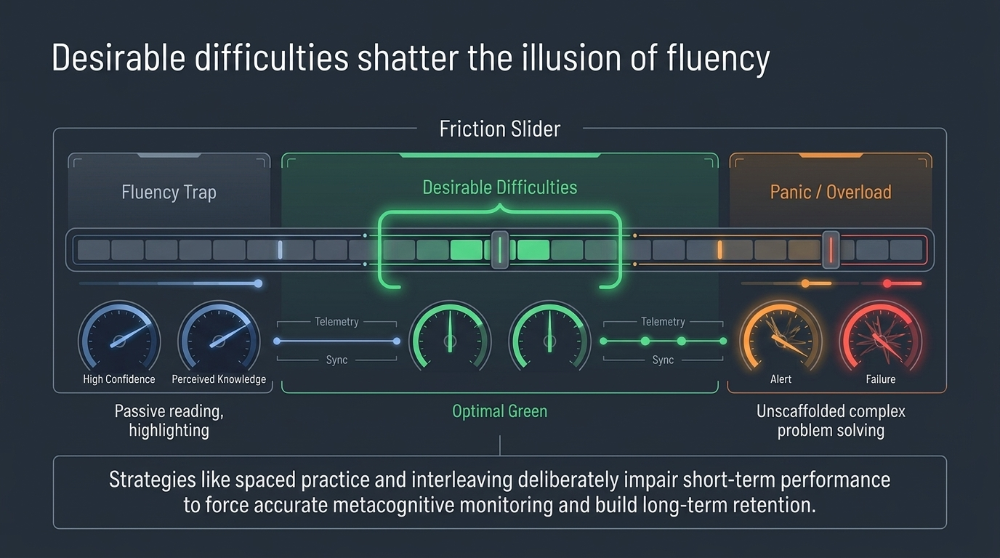 Desirable difficulties shatter the illusion of fluency
Friction Slider
Fluency Trap
Desirable Difficulties
Panic / Overload
Telemetry
Sync
Telemetry
Sync
High Confidence
Perceived Knowledge
Alert
Failure
Passive reading,
highlighting
Optimal Green
Unscaffolded complex
problem solving
Strategies like spaced practice and interleaving deliberately impair short-term performance
to force accurate metacognitive monitoring and build long-term retention.